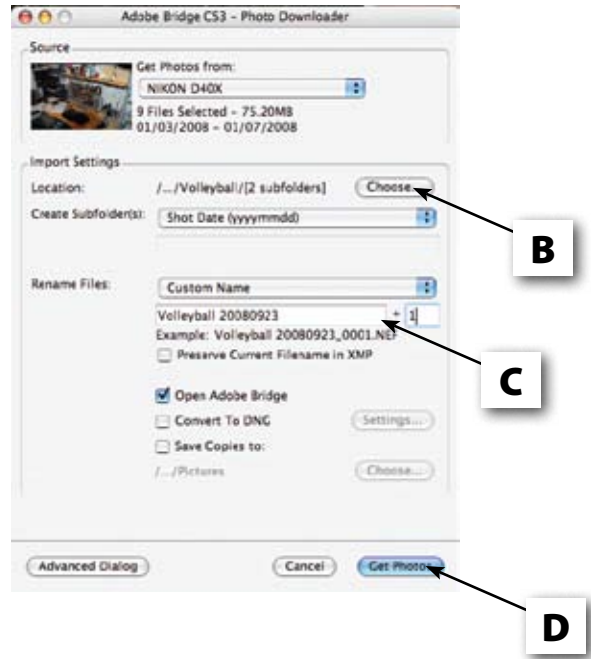 Adobe Bridge CS3 - Photo Downloader
Source
Get Photos from:
NIKON D40X
9 Files Selected - 75.20MB
01/03/2008 - 01/07/2008
Import Settings
Location: /.../Volleyball/[2 subfolders] Choose...
Create Subfolder(s): Shot Date (yyyymmdd)
B
Rename Files: Custom Name
Volleyball 20080923 + 1
Example: Volleyball 20080923_0001.NEF
Preserve Current Filename in XMP
C
Open Adobe Bridge
Convert To DNG Settings...
Save Copies to:
/.../Pictures Choose...
Advanced Dialog Cancel Get Photos
D